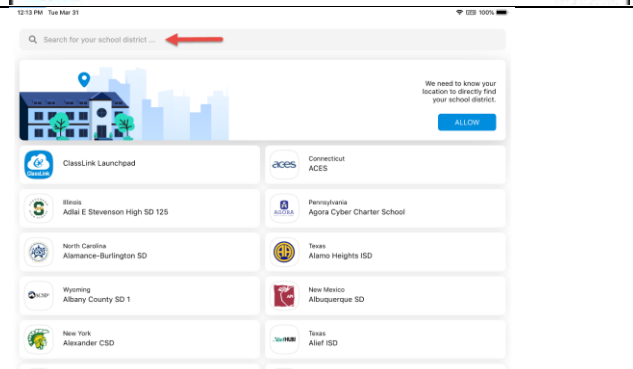 12:13 PM Tue Mar 31
100%
Search for your school district ...
We need to know your
location to directly find
your school district.
ALLOW
ClassLink
ClassLink Launchpad
aces
Connecticut
ACES
S
Illinois
Adlai E Stevenson High SD 125
AGORA
Pennsylvania
Agora Cyber Charter School
North Carolina
Alamance-Burlington SD
Texas
Alamo Heights ISD
Wyoming
Albany County SD 1
New Mexico
Albuquerque SD
New York
Alexander CSD
Texas
Alief ISD